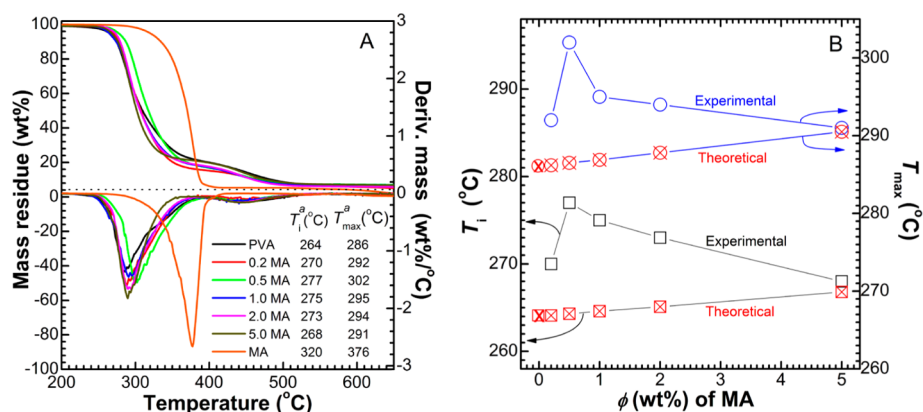 A
Mass residue (wt%)
100
80
60
40
20
0
-20
-40
-60
-80
-100
3
2
1
0
-1
-2
-3
Deriv. mass (wt%/°C)
T_i^a(°C) T_max^a(°C)
PVA 264 286
0.2 MA 270 292
0.5 MA 277 302
1.0 MA 275 295
2.0 MA 273 294
5.0 MA 268 291
MA 320 376
200 300 400 500 600
Temperature (°C)
B
T_i (°C)
290
280
270
260
300
290
280
270
260
T_max (°C)
Experimental
Theoretical
Experimental
Theoretical
0 1 2 3 4 5
ϕ (wt%) of MA